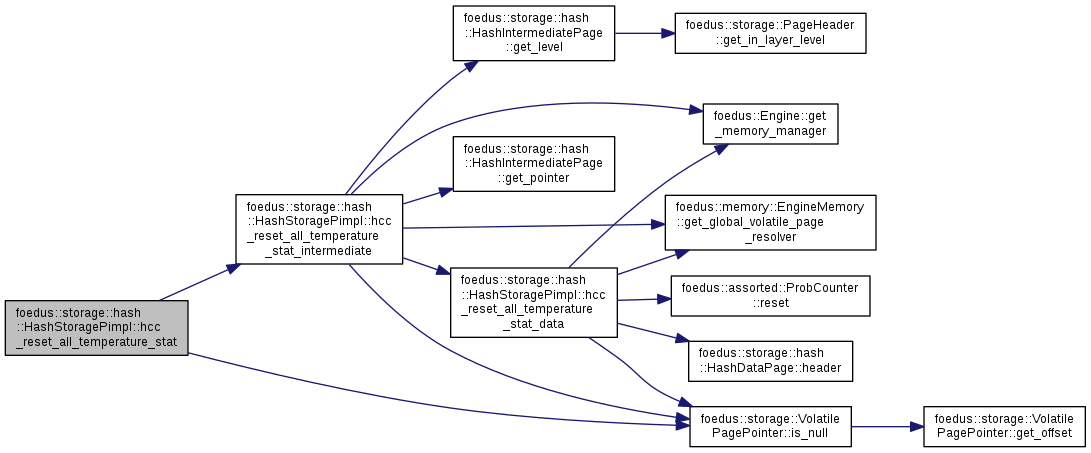 foedus::storage::hash
::HashIntermediatePage
::get_level
foedus::storage::PageHeader
::get_in_layer_level
foedus::Engine::get
_memory_manager
foedus::storage::hash
::HashIntermediatePage
::get_pointer
foedus::storage::hash
::HashStoragePimpl::hcc
_reset_all_temperature
_stat_intermediate
foedus::memory::EngineMemory
::get_global_volatile_page
_resolver
foedus::storage::hash
::HashStoragePimpl::hcc
_reset_all_temperature
_stat_data
foedus::assorted::ProbCounter
::reset
foedus::storage::hash
::HashStoragePimpl::hcc
_reset_all_temperature_stat
foedus::storage::hash
::HashDataPage::header
foedus::storage::Volatile
PagePointer::is_null
foedus::storage::Volatile
PagePointer::get_offset